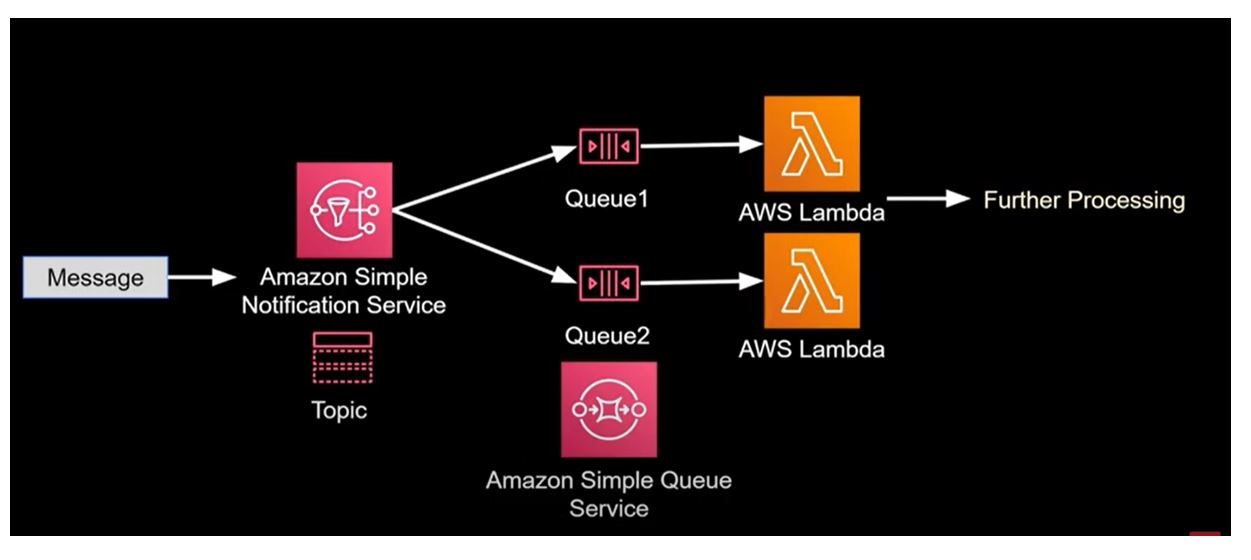 Message
Amazon Simple
Notification Service
Topic
Queue1
Queue2
Amazon Simple Queue
Service
AWS Lambda
AWS Lambda
Further Processing